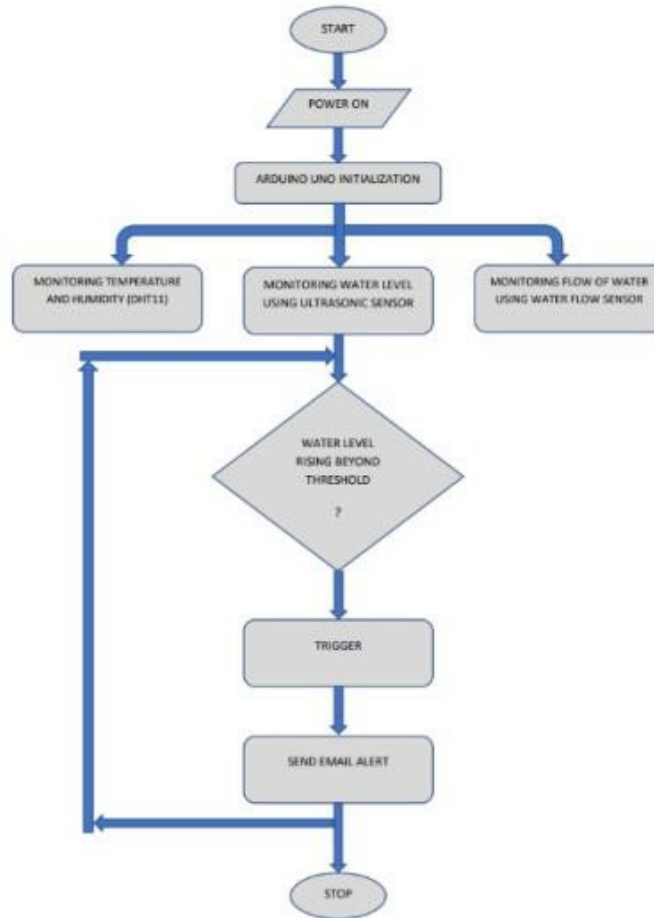 START
POWER ON
ARDUINO UNO INITIALIZATION
MONITORING TEMPERATURE
AND HUMIDITY (DHT11)
MONITORING WATER LEVEL
USING ULTRASONIC SENSOR
MONITORING FLOW OF WATER
USING WATER FLOW SENSOR
WATER LEVEL
RISING BEYOND
THRESHOLD
?
TRIGGER
SEND EMAIL ALERT
STOP